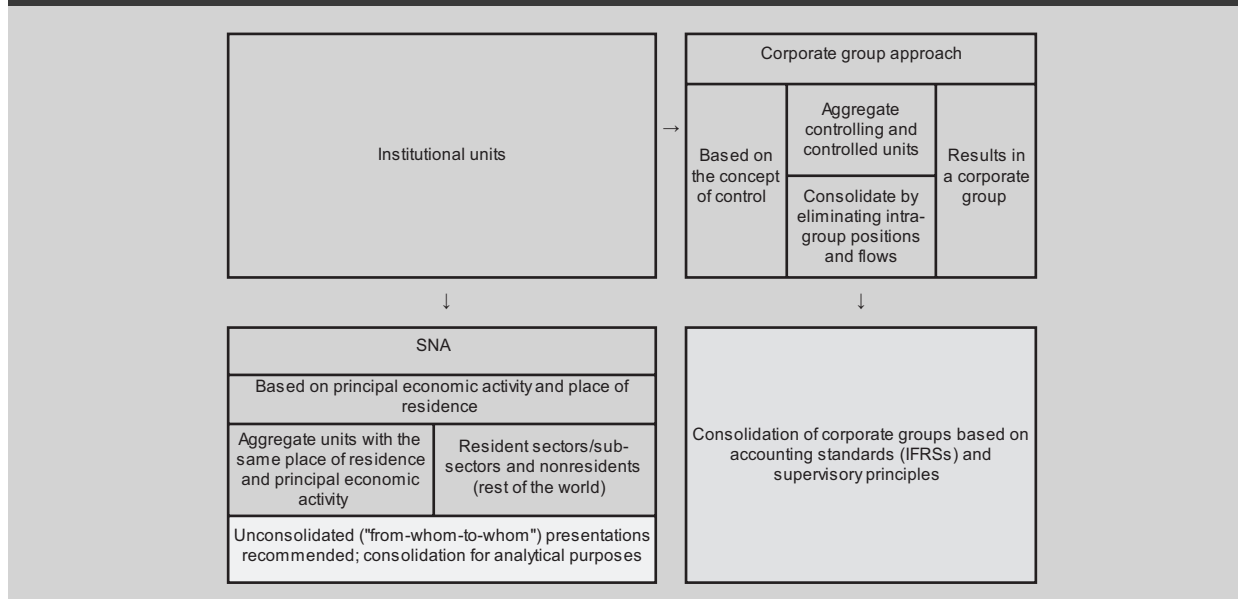 Institutional units
→
Corporate group approach
Based on
the concept
of control
Aggregate
controlling and
controlled units
Consolidate by
eliminating intra-
group positions
and flows
Results in
a corporate
group
↓
↓
SNA
Based on principal economic activity and place of
residence
Aggregate units with the
same place of residence
and principal economic
activity
Resident sectors/sub-
sectors and nonresidents
(rest of the world)
Unconsolidated ("from-whom-to-whom") presentations
recommended; consolidation for analytical purposes
Consolidation of corporate groups based on
accounting standards (IFRSs) and
supervisory principles